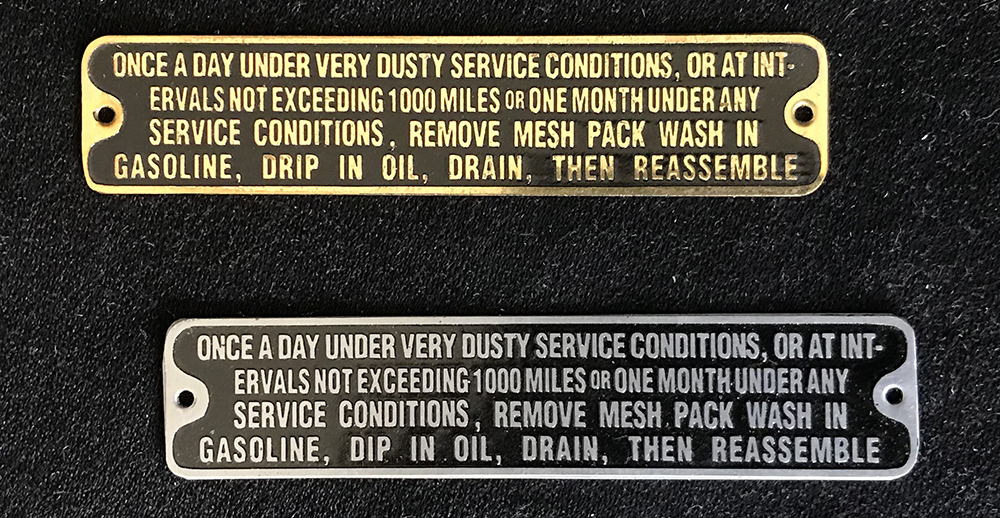 ONCE A DAY UNDER VERY DUSTY SERVICE CONDITIONS, OR AT INT-
ERVALS NOT EXCEEDING 1000 MILES OR ONE MONTH UNDER ANY
SERVICE CONDITIONS, REMOVE MESH PACK WASH IN
GASOLINE, DRIP IN OIL, DRAIN, THEN REASSEMBLE
ONCE A DAY UNDER VERY DUSTY SERVICE CONDITIONS, OR AT INT-
ERVALS NOT EXCEEDING 1000 MILES OR ONE MONTH UNDER ANY
SERVICE CONDITIONS, REMOVE MESH PACK WASH IN
GASOLINE, DIP IN OIL, DRAIN, THEN REASSEMBLE